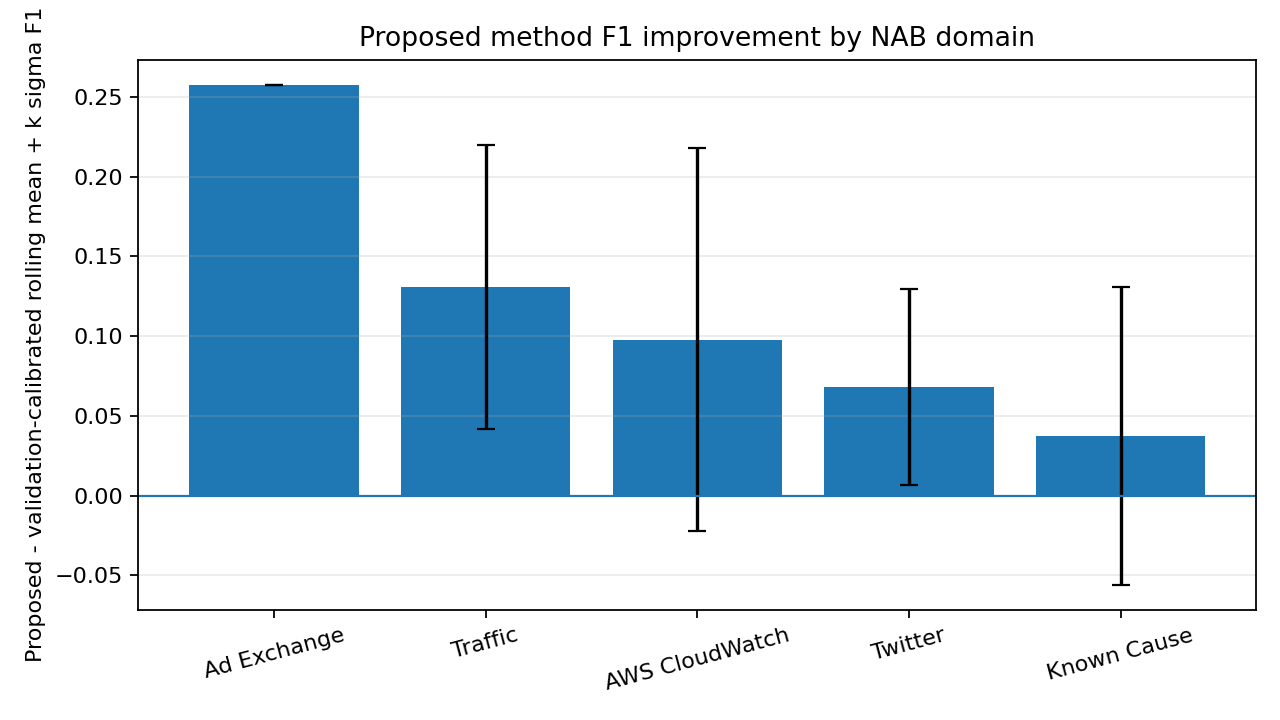 Proposed method F1 improvement by NAB domain
Proposed - validation-calibrated rolling mean + k sigma F1
0.25
0.20
0.15
0.10
0.05
0.00
−0.05
Ad Exchange
Traffic
AWS CloudWatch
Twitter
Known Cause